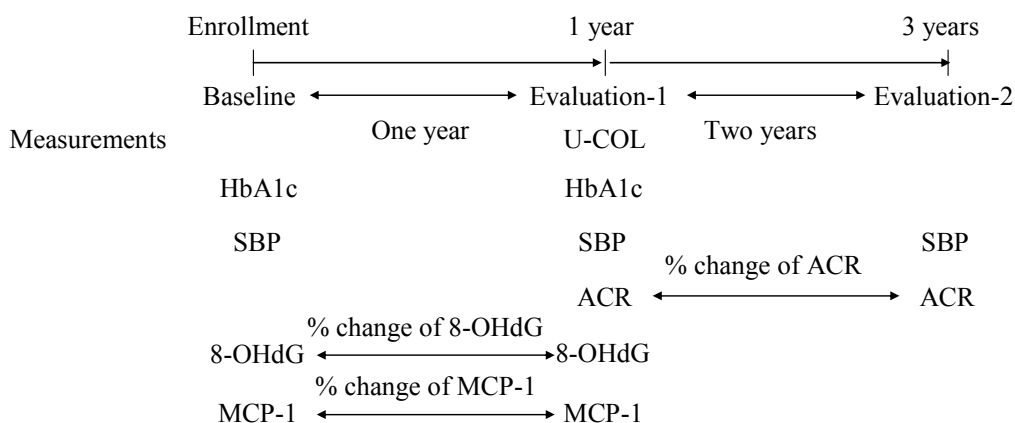 Enrollment 1 year 3 years
Baseline Evaluation-1 Evaluation-2
One year Two years
Measurements U-COL
HbA1c HbA1c
SBP SBP SBP
% change of ACR
ACR ACR
% change of 8-OHdG
8-OHdG 8-OHdG
% change of MCP-1
MCP-1 MCP-1